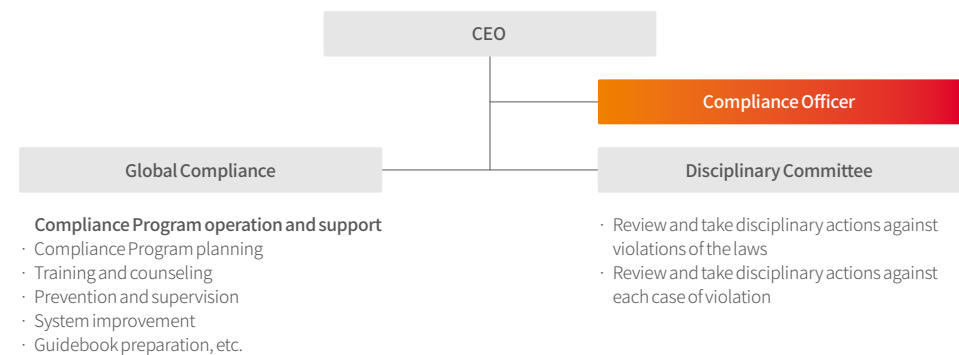 CEO
Compliance Officer
Global Compliance
Disciplinary Committee
Compliance Program operation and support
· Compliance Program planning
· Training and counseling
· Prevention and supervision
· System improvement
· Guidebook preparation, etc.
· Review and take disciplinary actions against
violations of the laws
· Review and take disciplinary actions against
each case of violation